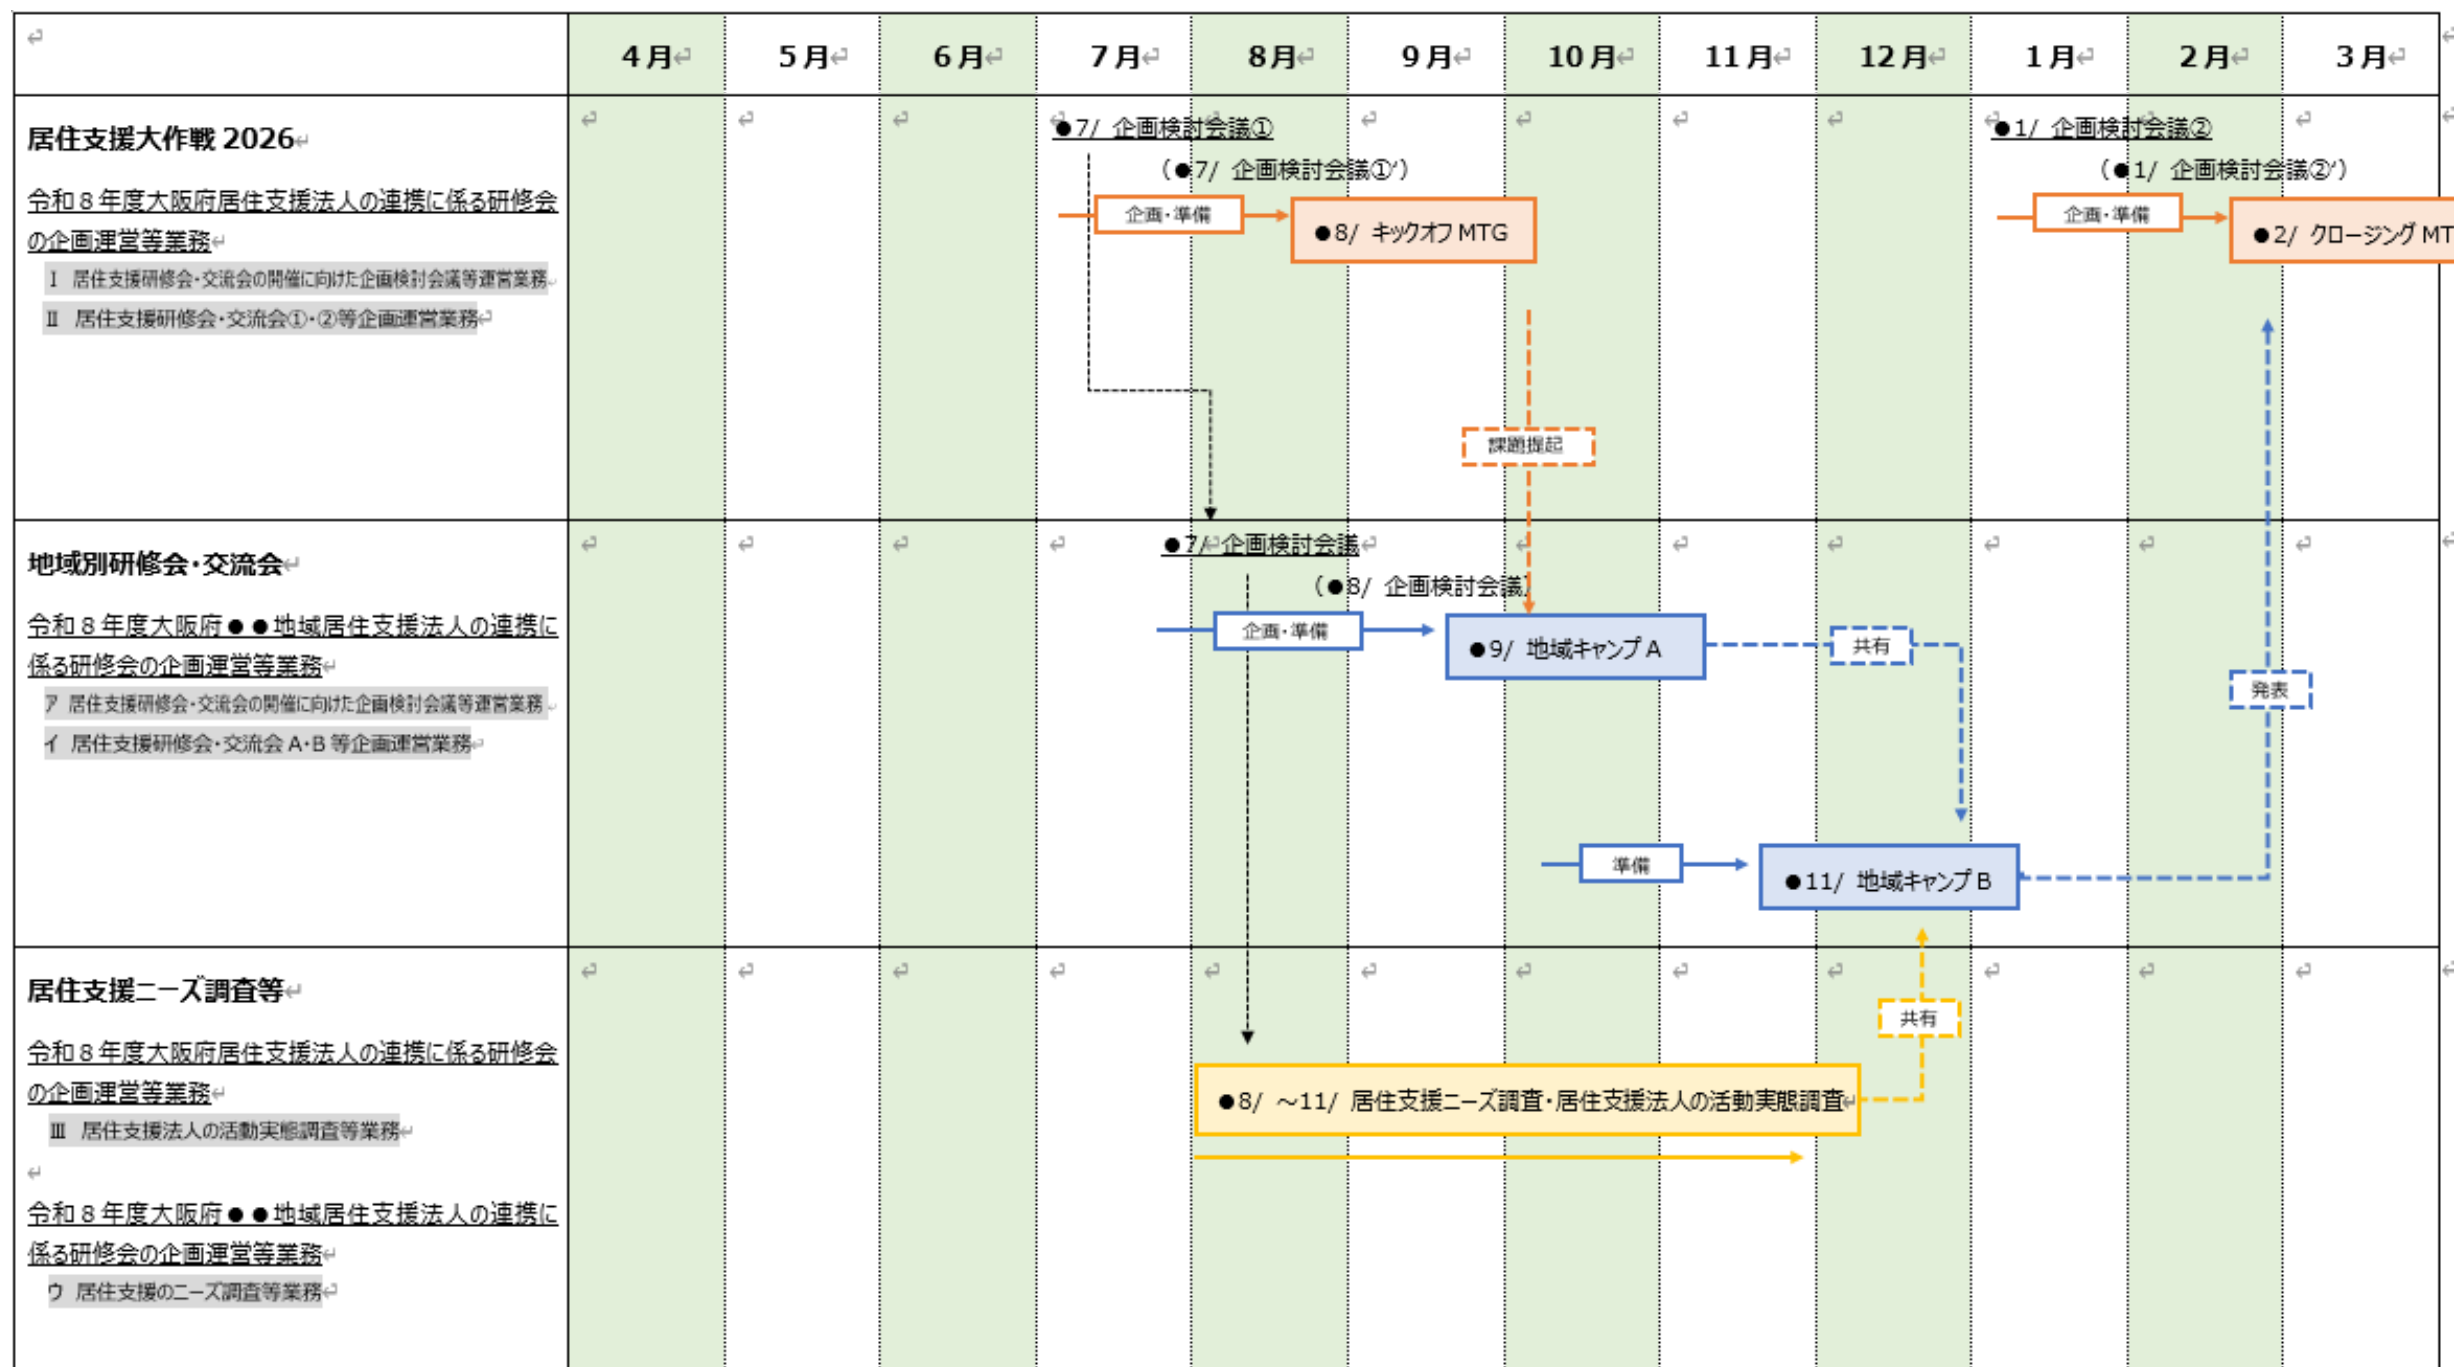 4月 5月 6月 7月 8月 9月 10月 11月 12月 1月 2月 3月
居住支援大作戦 2026
令和8年度大阪府居住支援法人の連携に係る研修会
の企画運営等業務
Ⅰ 居住支援研修会・交流会の開催に向けた企画検討会議等運営業務
Ⅱ 居住支援研修会・交流会①・②等企画運営業務
●7/ 企画検討会議①
（●7/ 企画検討会議①’）
企画・準備
●8/ キックオフ MTG
課題提起
●1/ 企画検討会議②
（●1/ 企画検討会議②’）
企画・準備
●2/ クロージング MT
地域別研修会・交流会
令和8年度大阪府●●地域居住支援法人の連携に
係る研修会の企画運営等業務
ア 居住支援研修会・交流会の開催に向けた企画検討会議等運営業務
イ 居住支援研修会・交流会 A・B 等企画運営業務
●7/ 企画検討会議
（●8/ 企画検討会議）
企画・準備
●9/ 地域キャンプ A
共有
発表
準備
●11/ 地域キャンプ B
居住支援ニーズ調査等
令和8年度大阪府居住支援法人の連携に係る研修会
の企画運営等業務
Ⅲ 居住支援法人の活動実態調査等業務
令和8年度大阪府●●地域居住支援法人の連携に
係る研修会の企画運営等業務
ウ 居住支援のニーズ調査等業務
共有
●8/ ～11/ 居住支援ニーズ調査・居住支援法人の活動実態調査